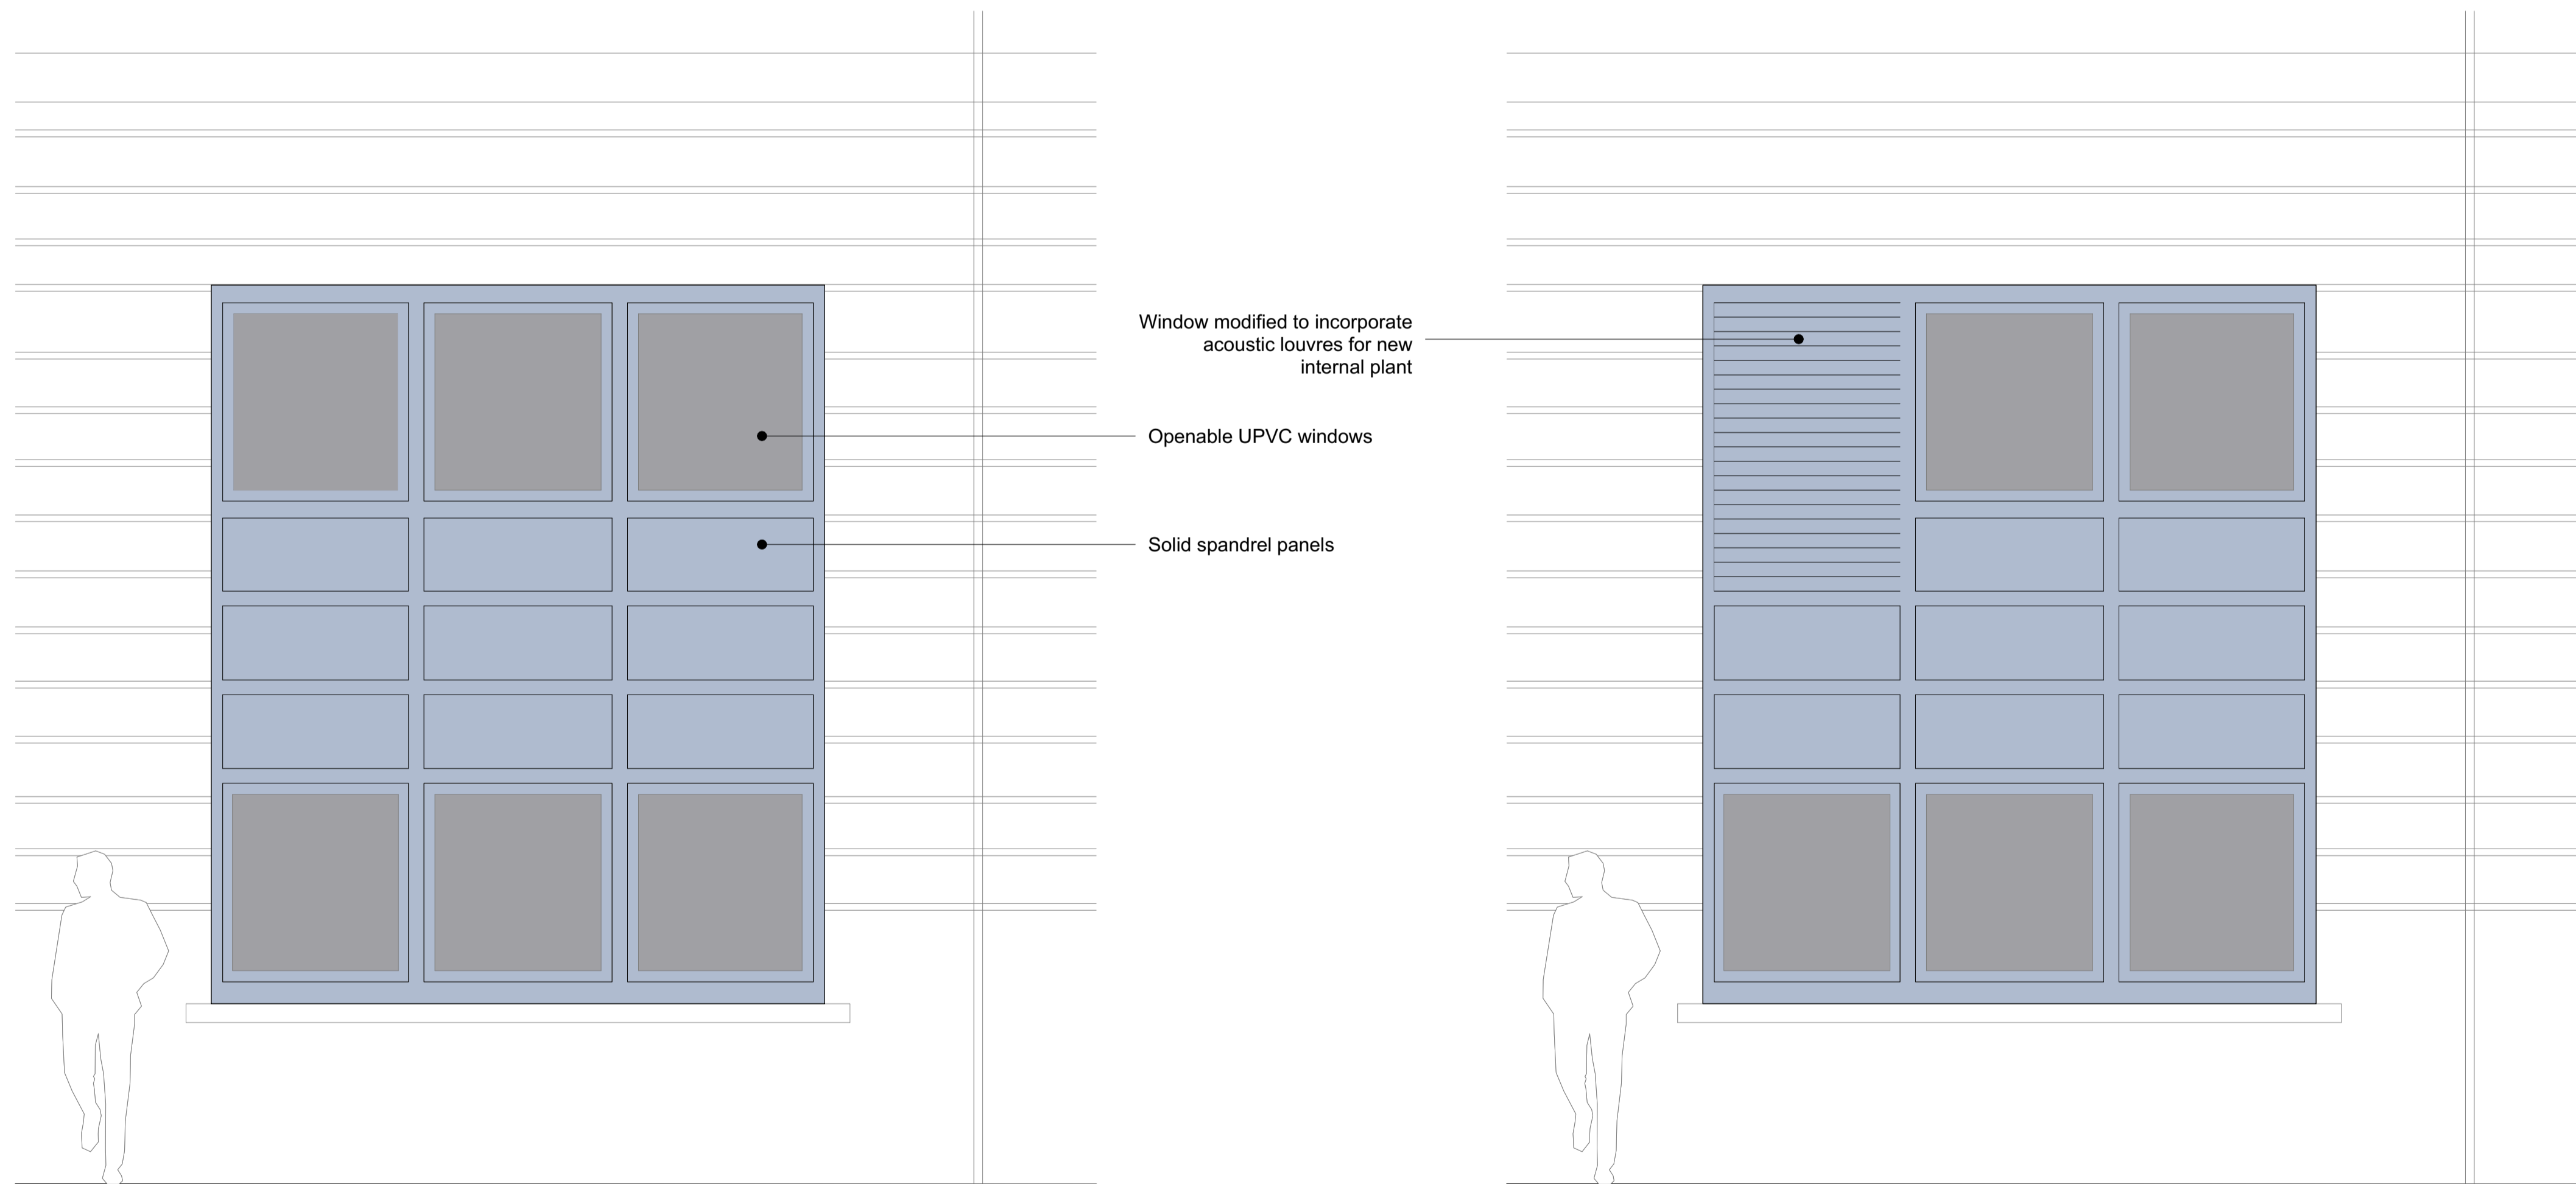 Window modified to incorporate
acoustic louvres for new
internal plant
Openable UPVC windows
Solid spandrel panels